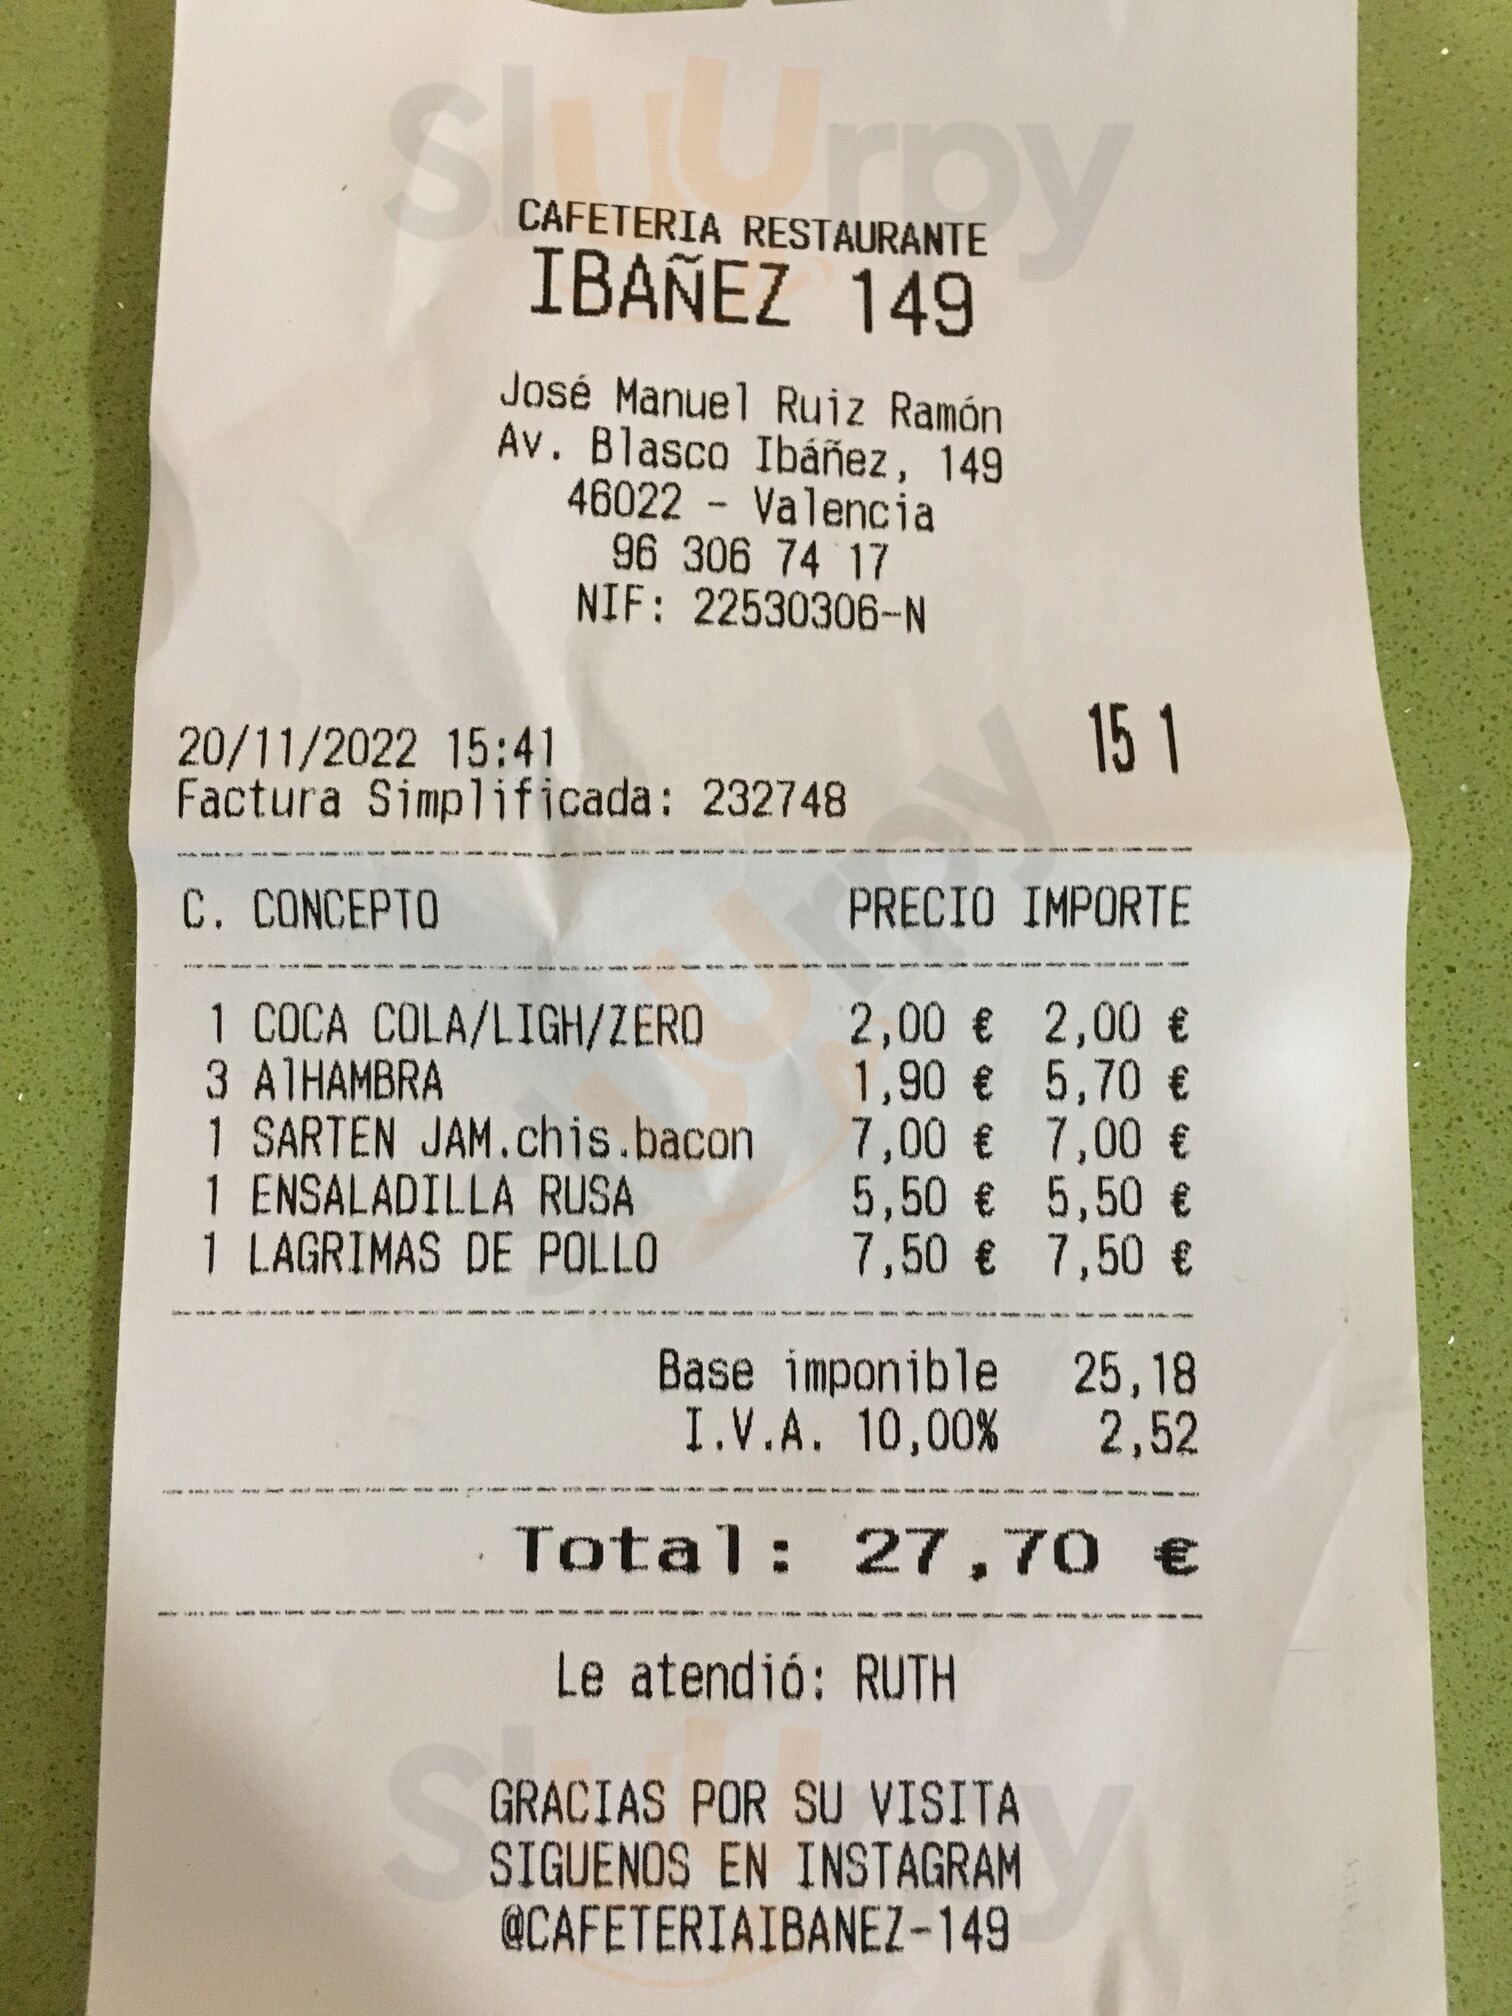 Sluurpy
CAFETERIA RESTAURANTE
IBAÑEZ 149
José Manuel Ruiz Ramón
Av. Blasco Ibáñez, 149
46022 - Valencia
96 306 74 17
NIF: 22530306-N
15 1
20/11/2022 15:41
Factura Simplificada: 232748
C. CONCEPTO PRECIO IMPORTE
1 COCA COLA/LIGH/ZERO 2,00 € 2,00 €
3 AlHAMBRA 1,90 € 5,70 €
1 SARTEN JAM.chis.bacon 7,00 € 7,00 €
1 ENSALADILLA RUSA 5,50 € 5,50 €
1 LAGRIMAS DE POLLO 7,50 € 7,50 €
Sluurpy
Base imponible 25,18
I.V.A. 10,00% 2,52
Total: 27,70 €
Le atendió: RUTH
Sluurpy
GRACIAS POR SU VISITA
SIGUENOS EN INSTAGRAM
@CAFETERIAIBANEZ-149